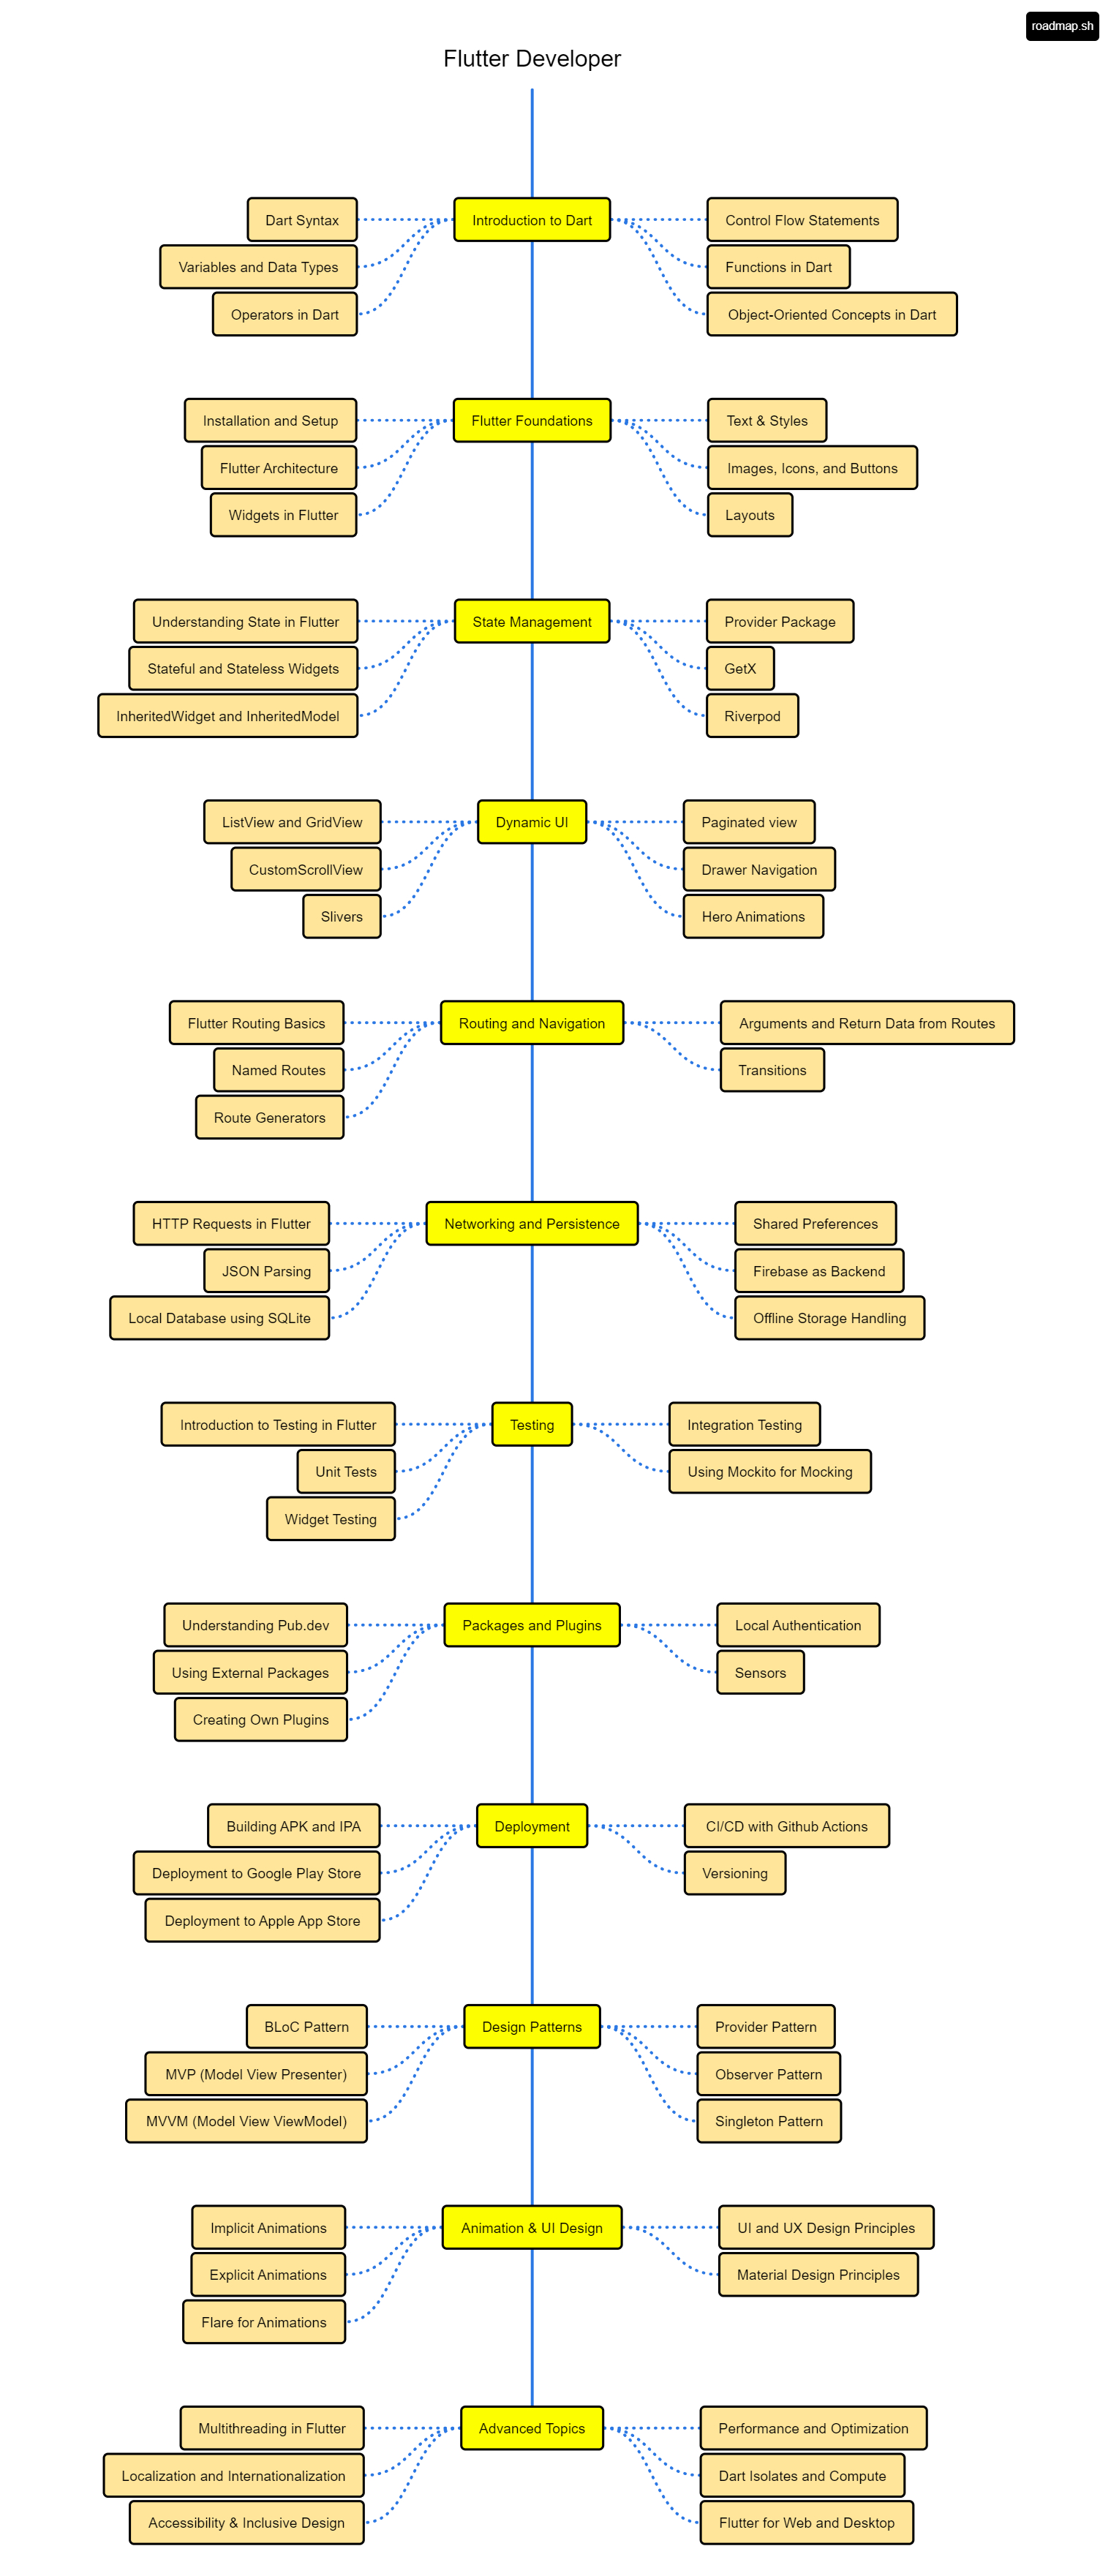 roadmap.sh
Flutter Developer
Introduction to Dart
Dart Syntax
Variables and Data Types
Operators in Dart
Control Flow Statements
Functions in Dart
Object-Oriented Concepts in Dart
Flutter Foundations
Installation and Setup
Flutter Architecture
Widgets in Flutter
Text & Styles
Images, Icons, and Buttons
Layouts
State Management
Understanding State in Flutter
Stateful and Stateless Widgets
InheritedWidget and InheritedModel
Provider Package
GetX
Riverpod
Dynamic UI
ListView and GridView
CustomScrollView
Slivers
Paginated view
Drawer Navigation
Hero Animations
Routing and Navigation
Flutter Routing Basics
Named Routes
Route Generators
Arguments and Return Data from Routes
Transitions
Networking and Persistence
HTTP Requests in Flutter
JSON Parsing
Local Database using SQLite
Shared Preferences
Firebase as Backend
Offline Storage Handling
Testing
Introduction to Testing in Flutter
Unit Tests
Widget Testing
Integration Testing
Using Mockito for Mocking
Packages and Plugins
Understanding Pub.dev
Using External Packages
Creating Own Plugins
Local Authentication
Sensors
Deployment
Building APK and IPA
Deployment to Google Play Store
Deployment to Apple App Store
CI/CD with Github Actions
Versioning
Design Patterns
BLoC Pattern
MVP (Model View Presenter)
MVVM (Model View ViewModel)
Provider Pattern
Observer Pattern
Singleton Pattern
Animation & UI Design
Implicit Animations
Explicit Animations
Flare for Animations
UI and UX Design Principles
Material Design Principles
Advanced Topics
Multithreading in Flutter
Localization and Internationalization
Accessibility & Inclusive Design
Performance and Optimization
Dart Isolates and Compute
Flutter for Web and Desktop